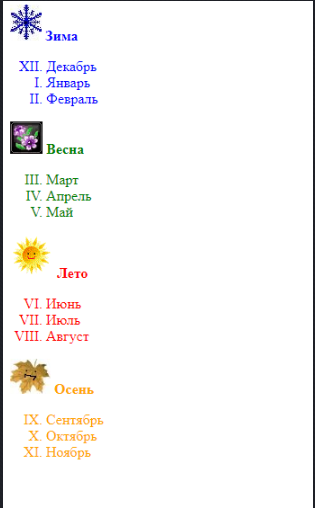 Зима
XII. Декабрь
I. Январь
II. Февраль
Весна
III. Март
IV. Апрель
V. Май
Лето
VI. Июнь
VII. Июль
VIII. Август
Осень
IX. Сентябрь
X. Октябрь
XI. Ноябрь